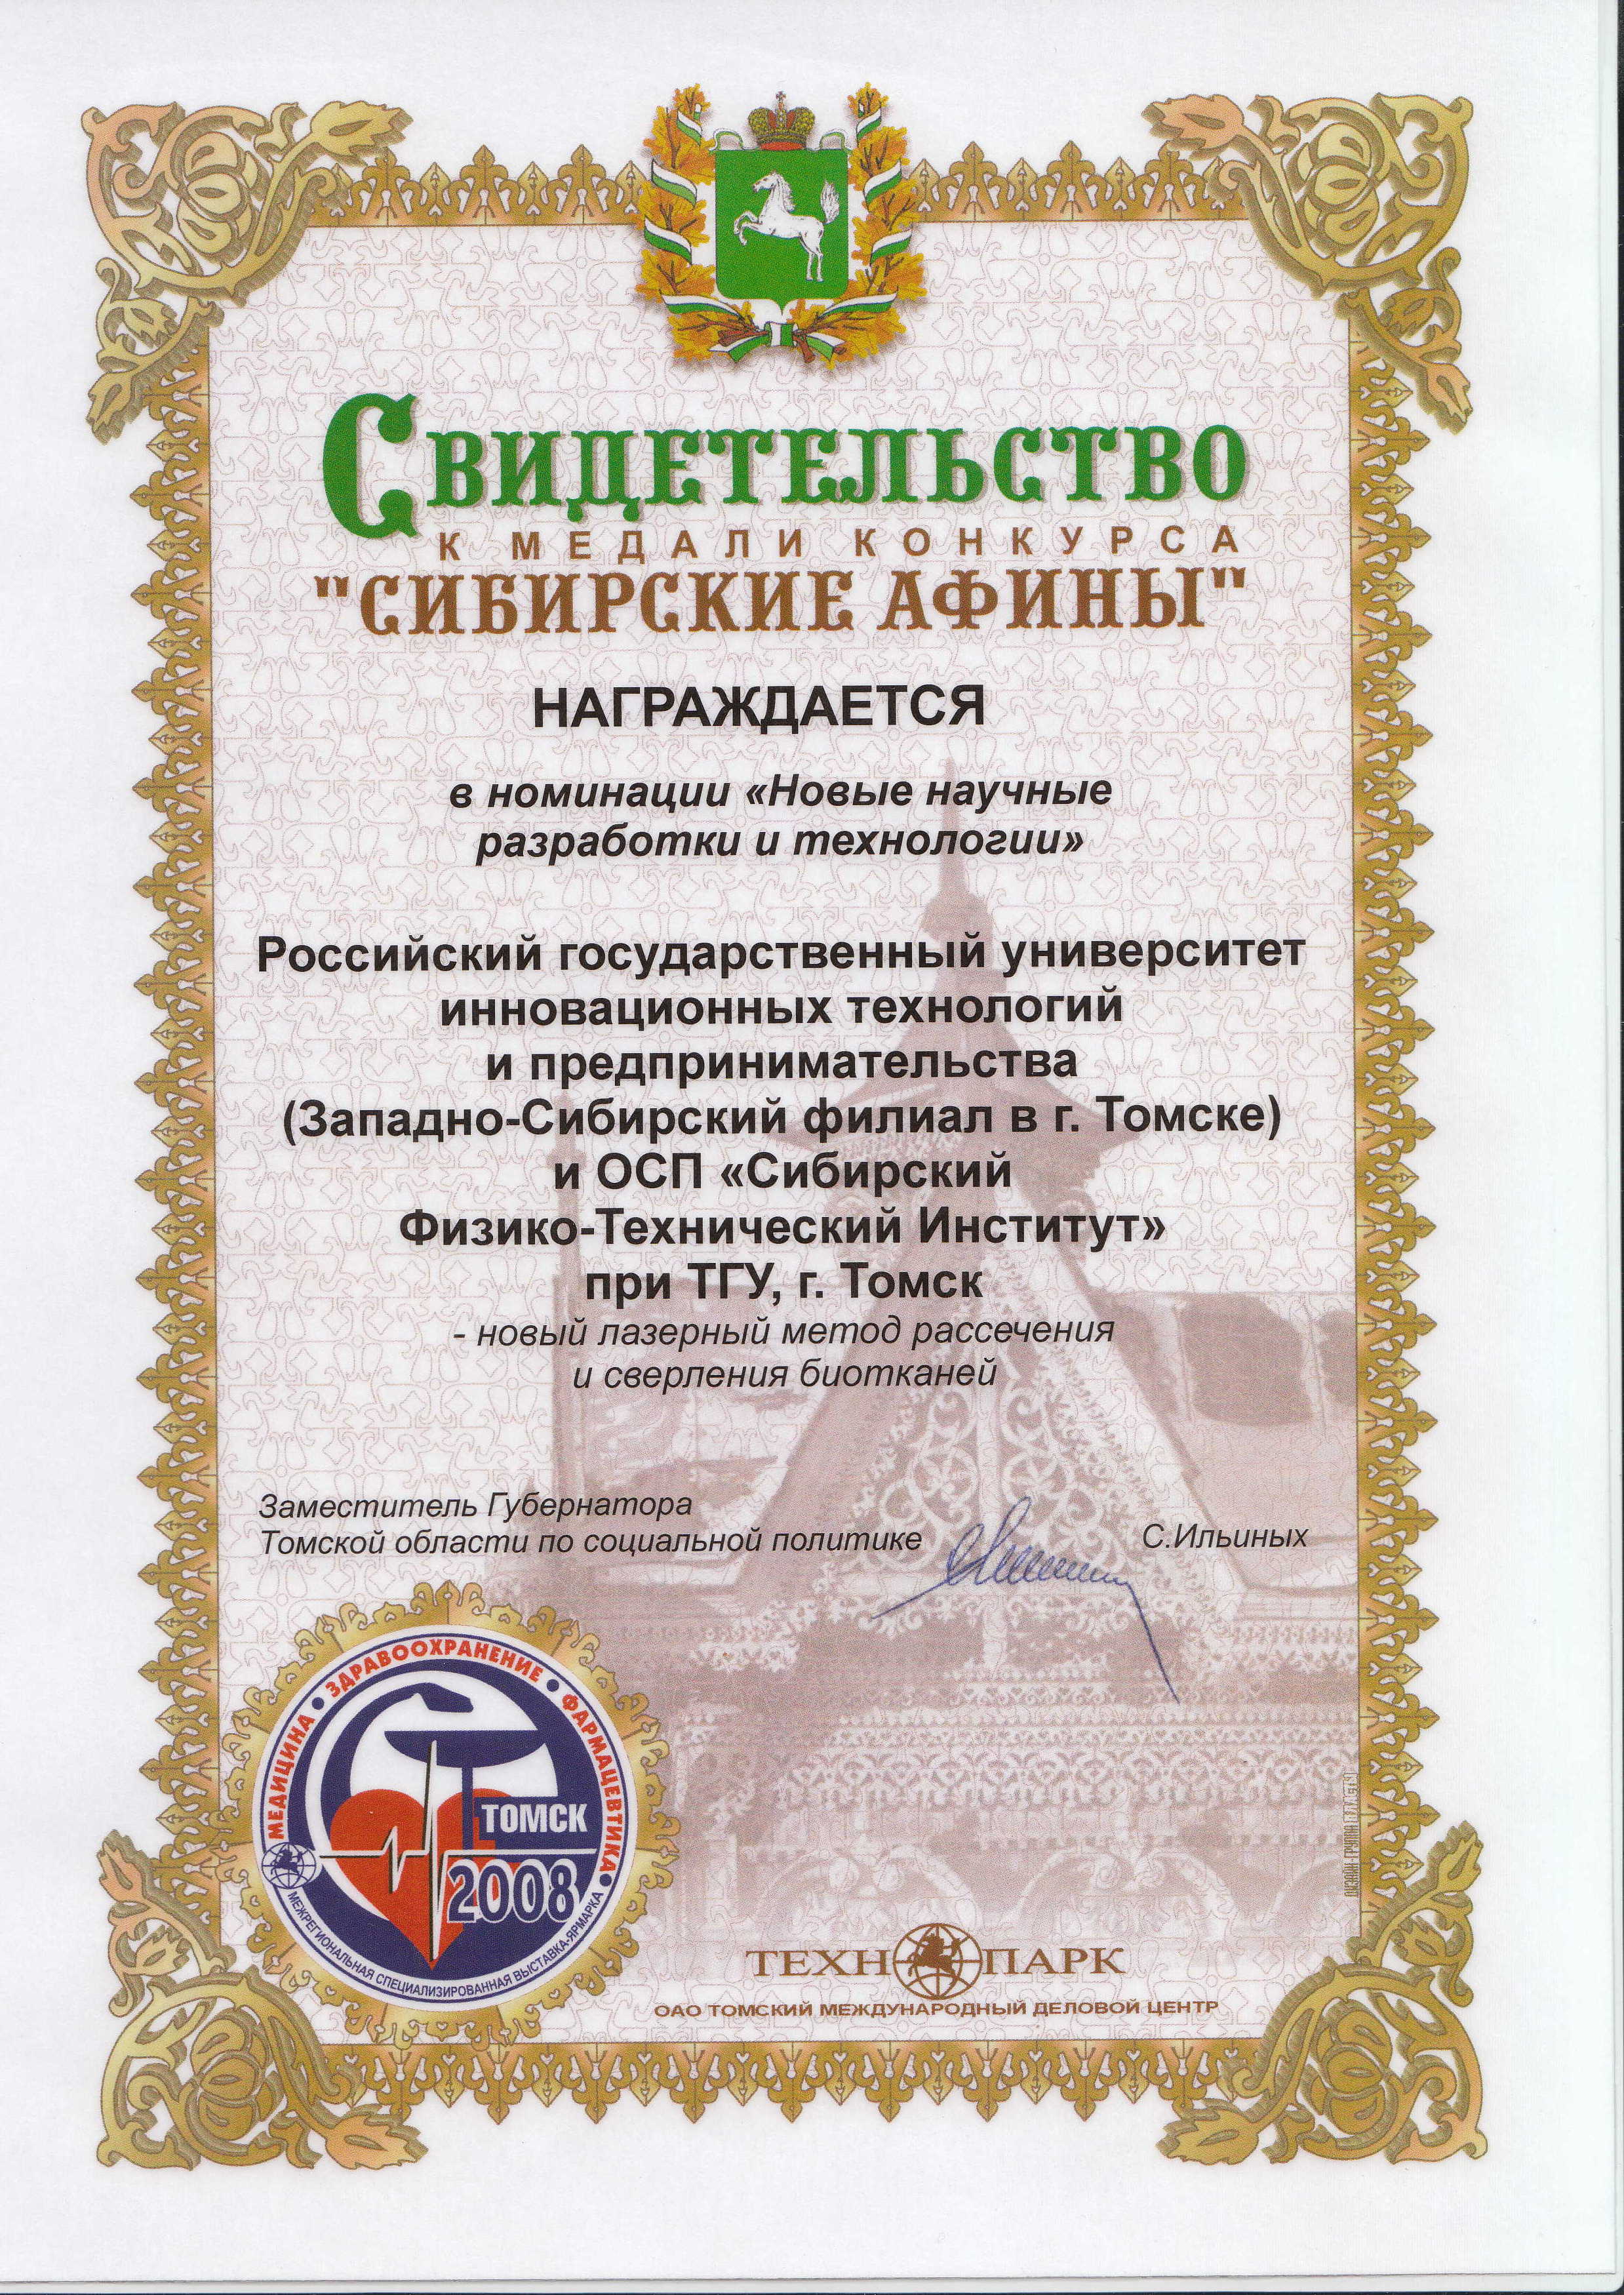 Свидетельство
К МЕДАЛИ КОНКУРСА
"СИБИРСКИЕ АФИНЫ"
НАГРАЖДАЕТСЯ
в номинации «Новые научные
разработки и технологии»
Российский государственный университет
инновационных технологий
и предпринимательства
(Западно-Сибирский филиал в г. Томске)
и ОСП «Сибирский
Физико-Технический Институт»
при ТГУ, г. Томск
- новый лазерный метод рассечения
и сверления биотканей
Заместитель Губернатора
Томской области по социальной политике
С.Ильиных
МЕДИЦИНА • ЗДРАВООХРАНЕНИЕ • ФАРМАЦЕВТИКА •
ТОМСК
2008
МЕЖРЕГИОНАЛЬНАЯ СПЕЦИАЛИЗИРОВАННАЯ ВЫСТАВКА-ЯРМАРКА
ТЕХНОПАРК
ОАО ТОМСКИЙ МЕЖДУНАРОДНЫЙ ДЕЛОВОЙ ЦЕНТР